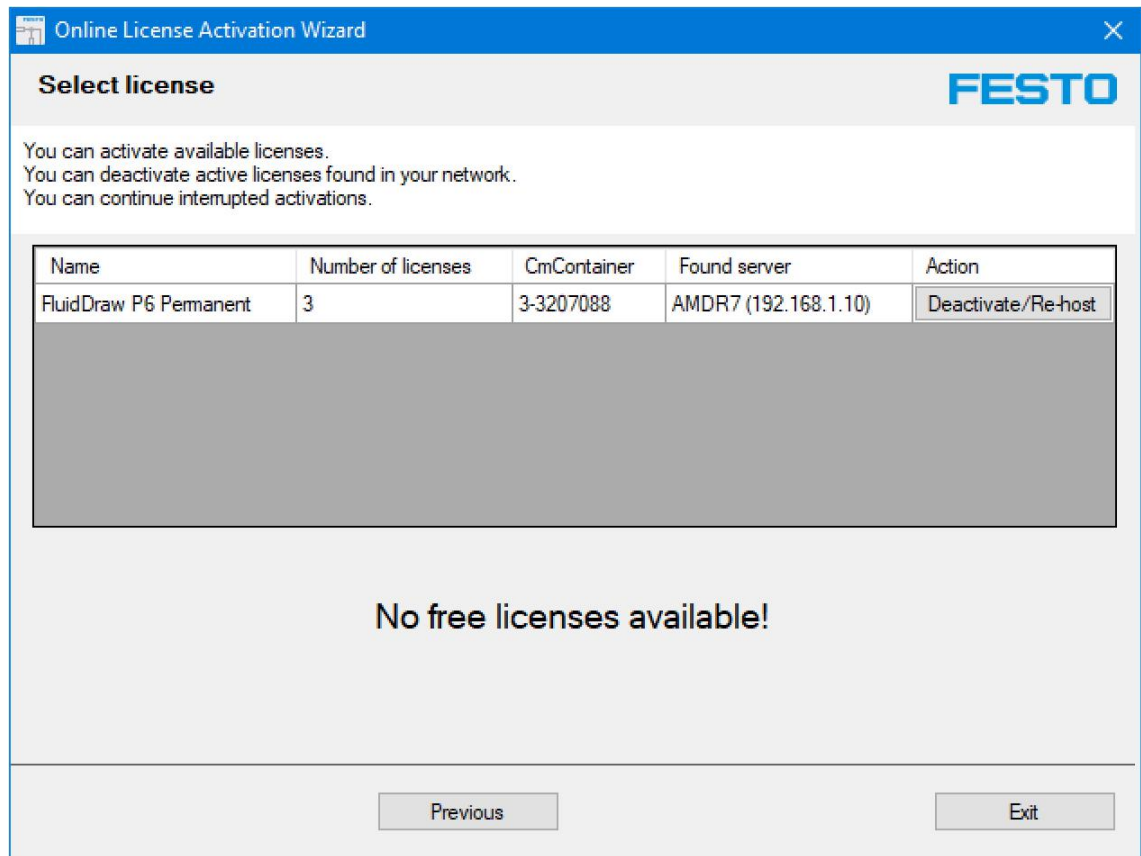 Online License Activation Wizard
Select license
FESTO
You can activate available licenses.
You can deactivate active licenses found in your network.
You can continue interrupted activations.
Name Number of licenses CmContainer Found server Action
FluidDraw P6 Permanent 3 3-3207088 AMDR7 (192.168.1.10) Deactivate/Re-host
No free licenses available!
Previous Exit